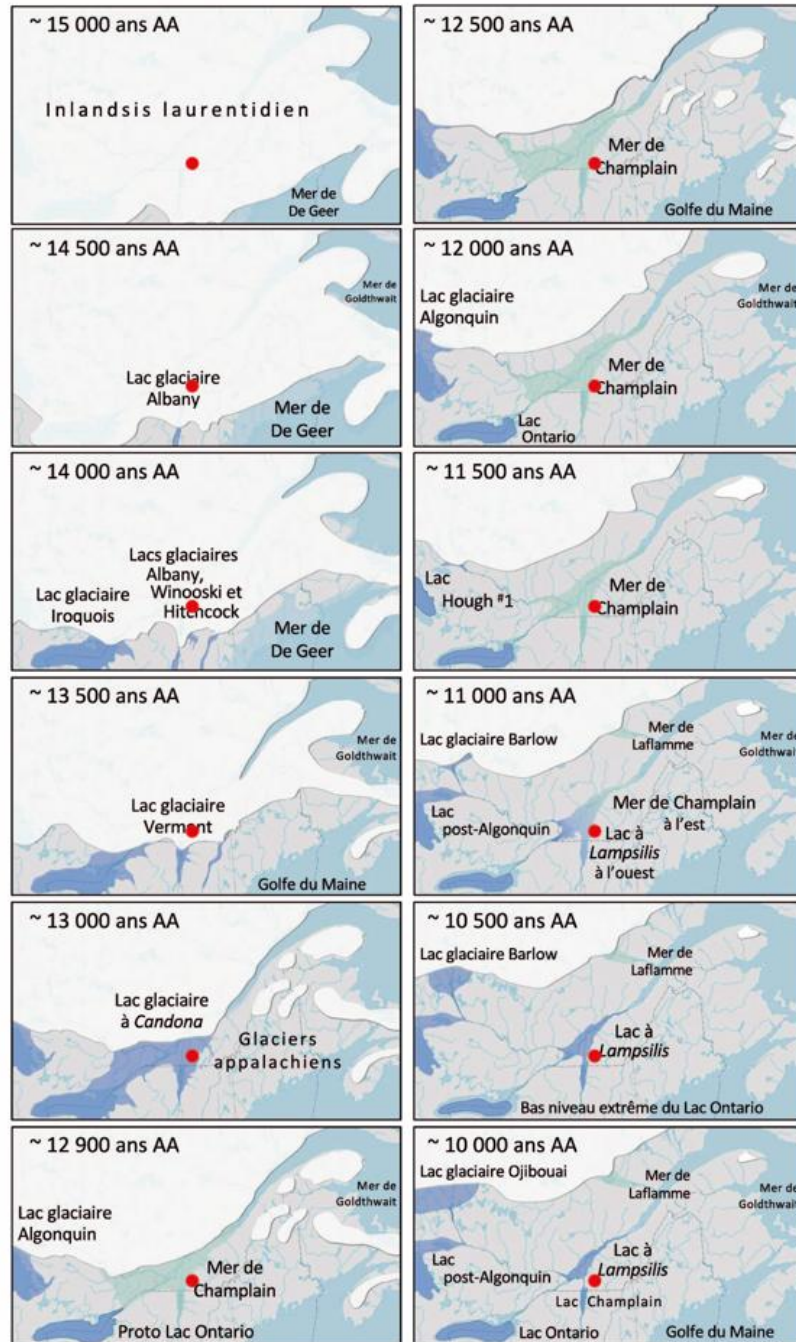 ~ 15 000 ans AA
Inlandsis laurentidien
Mer de
De Geer
~ 14 500 ans AA
Mer de
Goldthwait
Lac glaciaire
Albany
Mer de
De Geer
~ 14 000 ans AA
Lacs glaciaires
Albany,
Winooski et
Hitchcock
Lac glaciaire
Iroquois
Mer de
De Geer
~ 13 500 ans AA
Mer de
Goldthwait
Lac glaciaire
Vermont
Golfe du Maine
~ 13 000 ans AA
Lac glaciaire
à Candona
Glaciers
appalachiens
~ 12 900 ans AA
Mer de
Goldthwait
Lac glaciaire
Algonquin
Mer de
Champlain
Proto Lac Ontario
~ 12 500 ans AA
Mer de
Champlain
Golfe du Maine
~ 12 000 ans AA
Mer de
Goldthwait
Lac glaciaire
Algonquin
Mer de
Champlain
Lac
Ontario
~ 11 500 ans AA
Lac
Hough #1
Mer de
Champlain
~ 11 000 ans AA
Mer de
Laflamme
Mer de
Goldthwait
Lac glaciaire Barlow
Lac
post-Algonquin
Mer de Champlain
à l'est
Lac à
Lampsilis
à l'ouest
~ 10 500 ans AA
Lac glaciaire Barlow
Mer de
Laflamme
Lac à
Lampsilis
Bas niveau extrême du Lac Ontario
~ 10 000 ans AA
Lac glaciaire Ojibouai
Mer de
Laflamme
Mer de
Goldthwait
Lac
post-Algonquin
Lac à
Lampsilis
Lac Champlain
Lac Ontario
Golfe du Maine